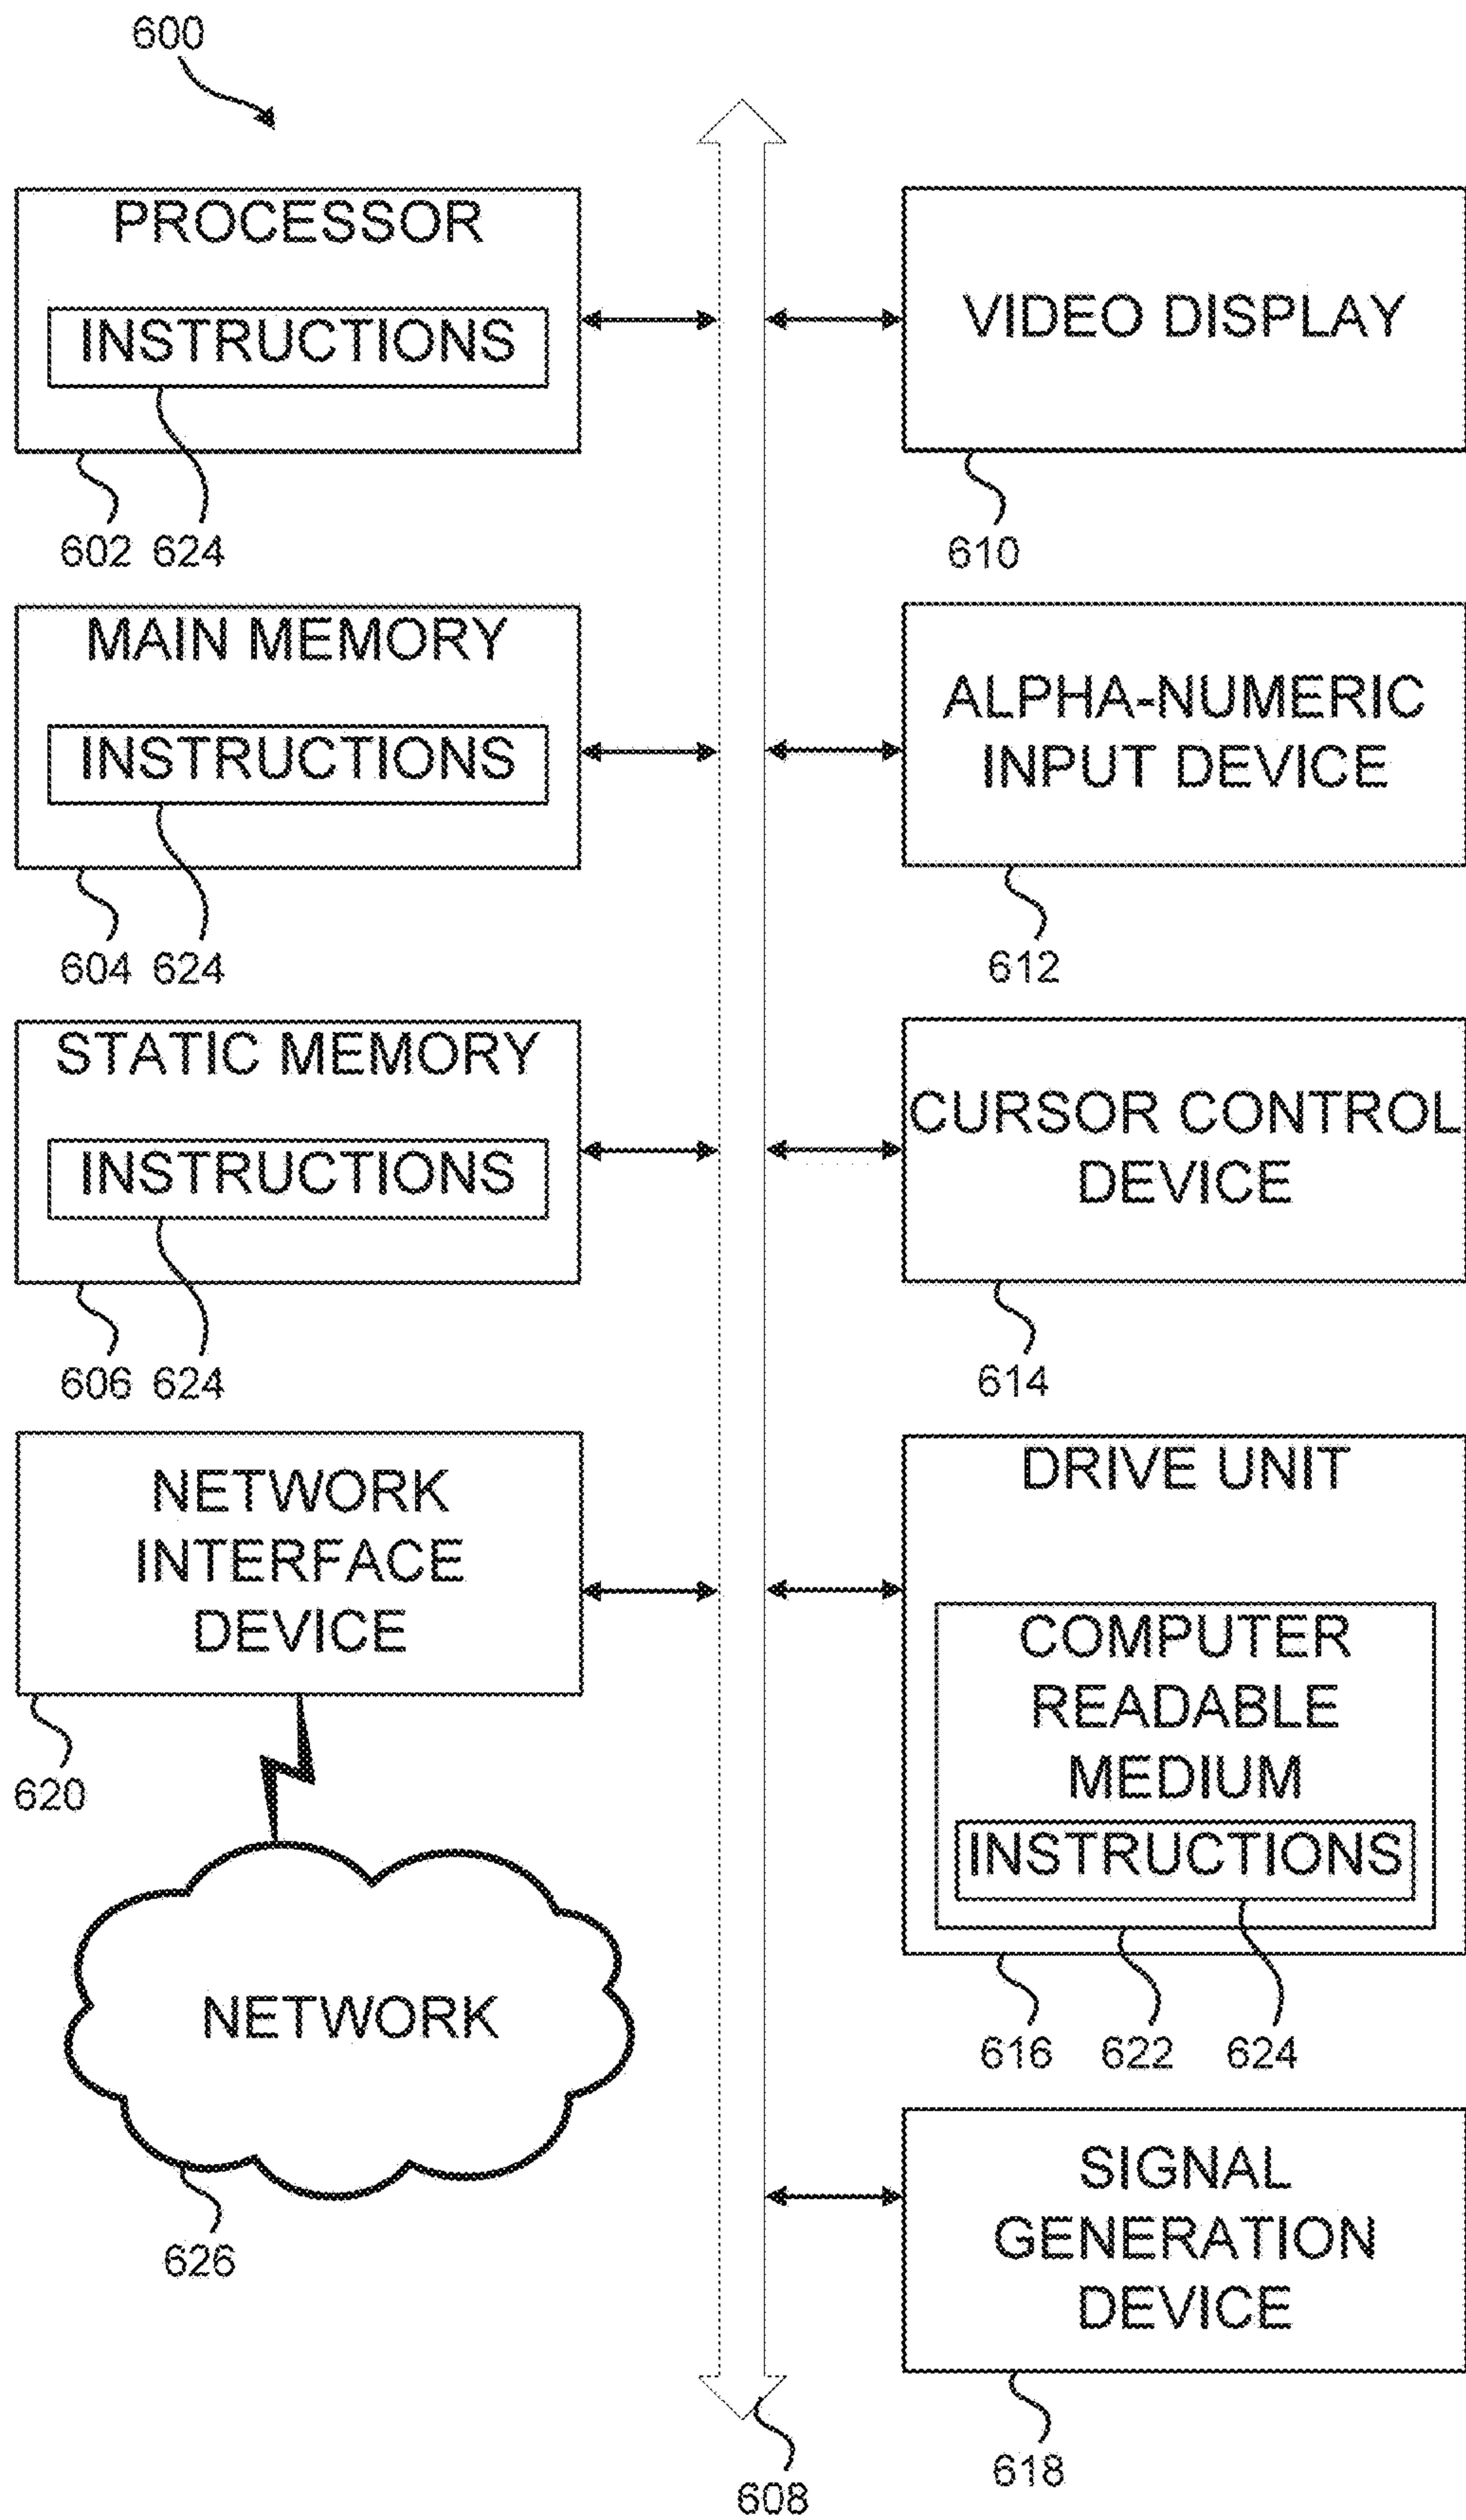 600
PROCESSOR
INSTRUCTIONS
602 624
MAIN MEMORY
INSTRUCTIONS
604 624
STATIC MEMORY
INSTRUCTIONS
606 624
NETWORK
INTERFACE
DEVICE
620
NETWORK
626
608
VIDEO DISPLAY
610
ALPHA-NUMERIC
INPUT DEVICE
612
CURSOR CONTROL
DEVICE
614
DRIVE UNIT
COMPUTER
READABLE
MEDIUM
INSTRUCTIONS
616 622 624
SIGNAL
GENERATION
DEVICE
618